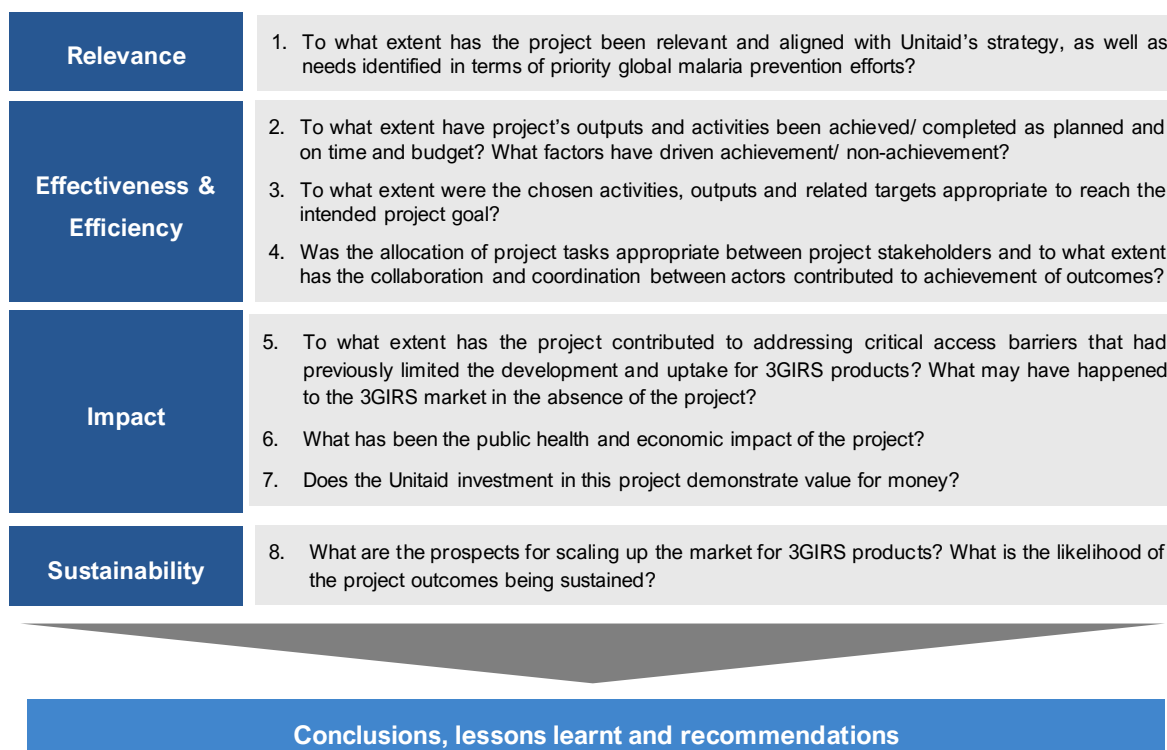 Relevance
1. To what extent has the project been relevant and aligned with Unitaid's strategy, as well as
needs identified in terms of priority global malaria prevention efforts?
Effectiveness &
Efficiency
2. To what extent have project's outputs and activities been achieved/ completed as planned and
on time and budget? What factors have driven achievement/ non-achievement?
3. To what extent were the chosen activities, outputs and related targets appropriate to reach the
intended project goal?
4. Was the allocation of project tasks appropriate between project stakeholders and to what extent
has the collaboration and coordination between actors contributed to achievement of outcomes?
Impact
5. To what extent has the project contributed to addressing critical access barriers that had
previously limited the development and uptake for 3GIRS products? What may have happened
to the 3GIRS market in the absence of the project?
6. What has been the public health and economic impact of the project?
7. Does the Unitaid investment in this project demonstrate value for money?
Sustainability
8. What are the prospects for scaling up the market for 3GIRS products? What is the likelihood of
the project outcomes being sustained?
Conclusions, lessons learnt and recommendations